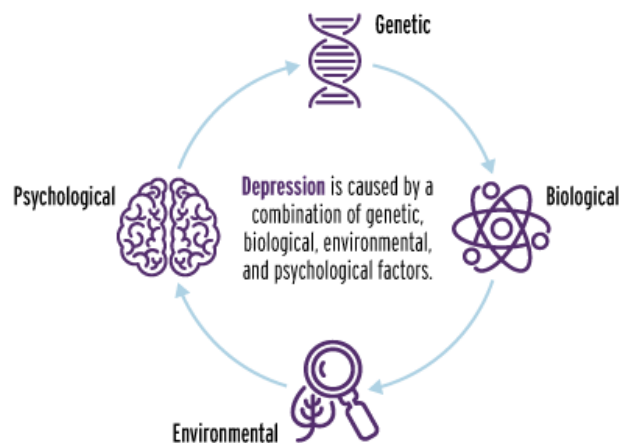 Genetic
Psychological
Biological
Depression is caused by a
combination of genetic,
biological, environmental,
and psychological factors.
Environmental